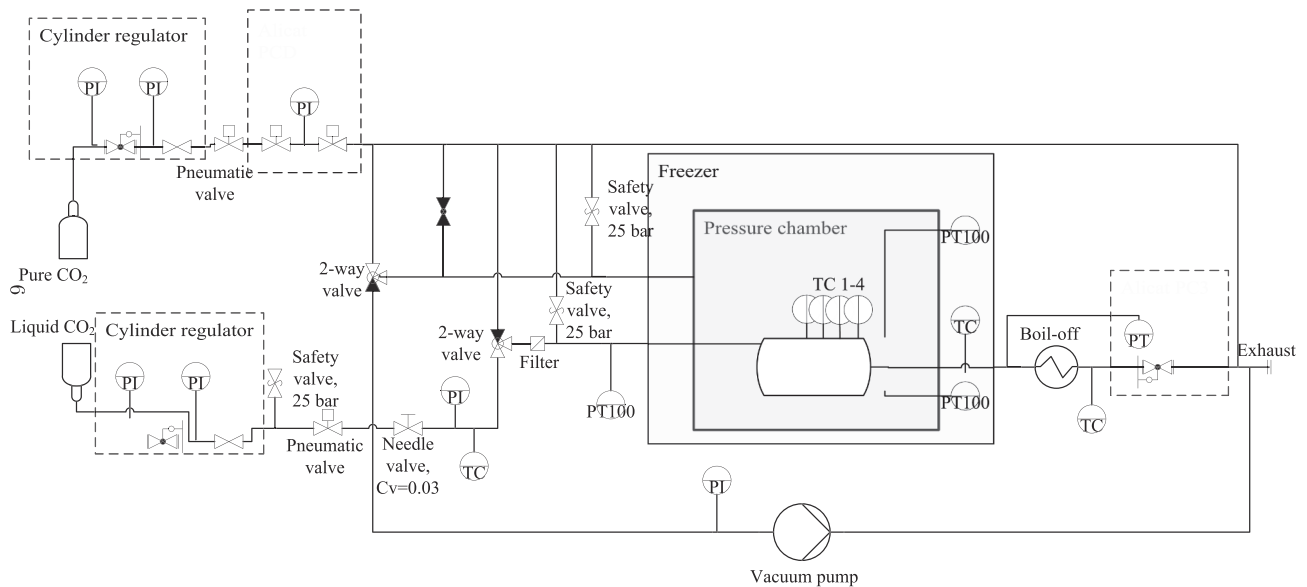 Cylinder regulator
PI
PI
PI
Pneumatic
valve
Pure CO₂
9
Safety
valve,
25 bar
Freezer
Pressure chamber
PT100
2-way
valve
TC 1-4
Safety
valve,
25 bar
2-way
valve
Filter
PT100
TC
PT100
Boil-off
PT
TC
Exhaust
Liquid CO₂
Cylinder regulator
PI
PI
Safety
valve,
25 bar
Pneumatic
valve
Needle
valve,
Cv=0.03
PI
TC
PI
Vacuum pump